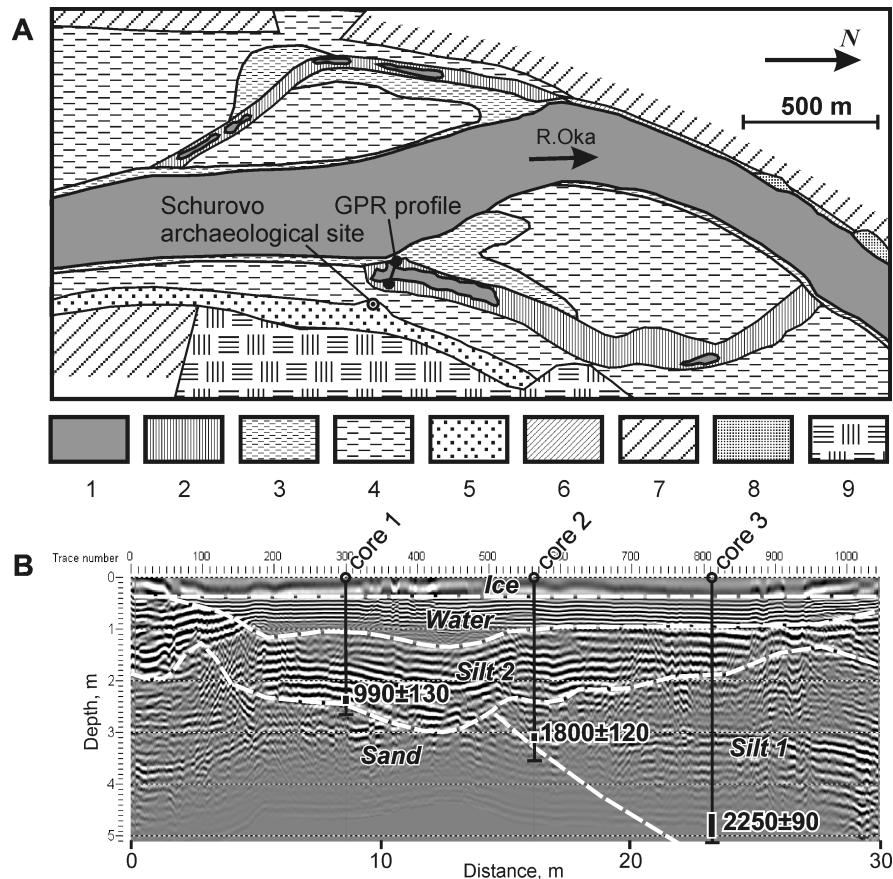 A
N
500 m
R.Oka
Schurovo
archaeological site
GPR profile
1 2 3 4 5 6 7 8 9
B
core 1
core 2
core 3
Trace number 0 100 200 300 400 500 600 700 800 900 1000
Depth, m
0
1
2
3
4
5
Ice
Water
Silt 2
990±130
1800±120
Sand
Silt 1
2250±90
0 10 20 30
Distance, m